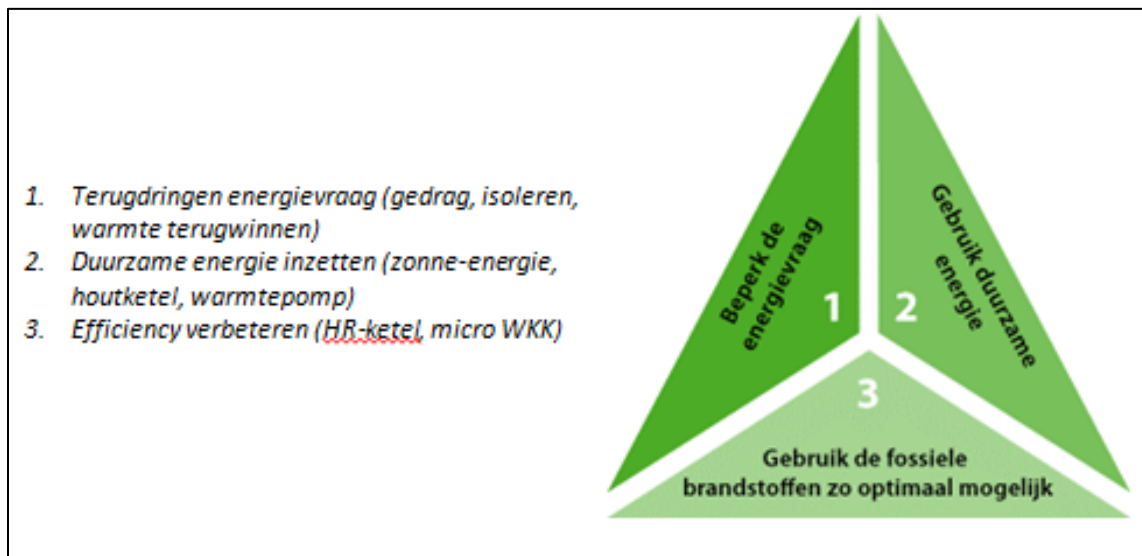 1. Terugdringen energievraag (gedrag, isoleren,
warmte terugwinnen)
2. Duurzame energie inzetten (zonne-energie,
houtketel, warmtepomp)
3. Efficiency verbeteren (HR-ketel, micro WKK)
Beperk de
energievraag
1
Gebruik duurzame
energie
2
3
Gebruik de fossiele
brandstoffen zo optimaal mogelijk